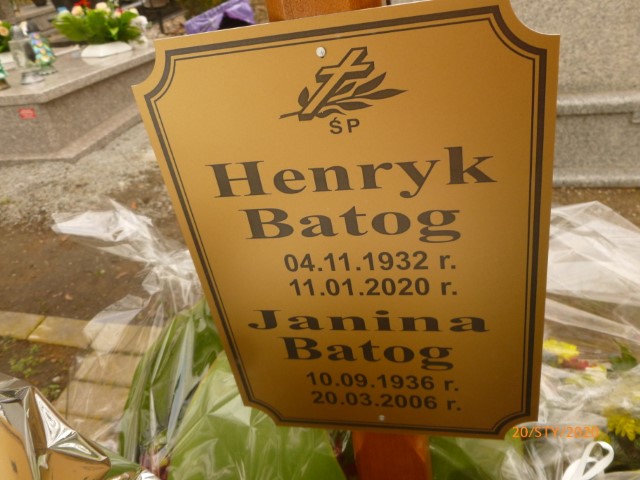 ŚP
Henryk
Batog
04.11.1932 r.
11.01.2020 r.
Janina
Batog
10.09.1936 r.
20.03.2006 r.